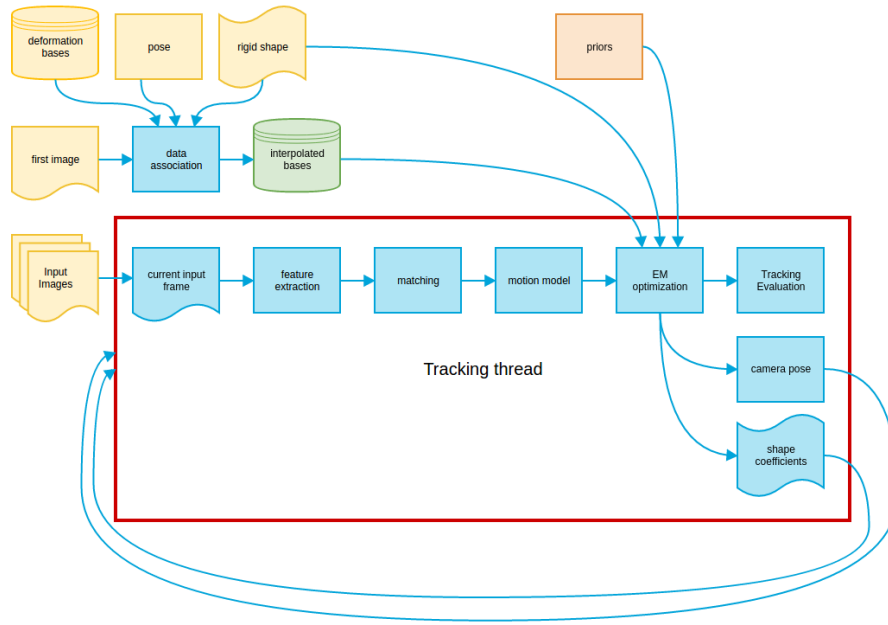 deformation
bases
pose
rigid shape
priors
first image
data
association
interpolated
bases
Input
Images
current input
frame
feature
extraction
matching
motion model
EM
optimization
Tracking
Evaluation
Tracking thread
camera pose
shape
coefficients